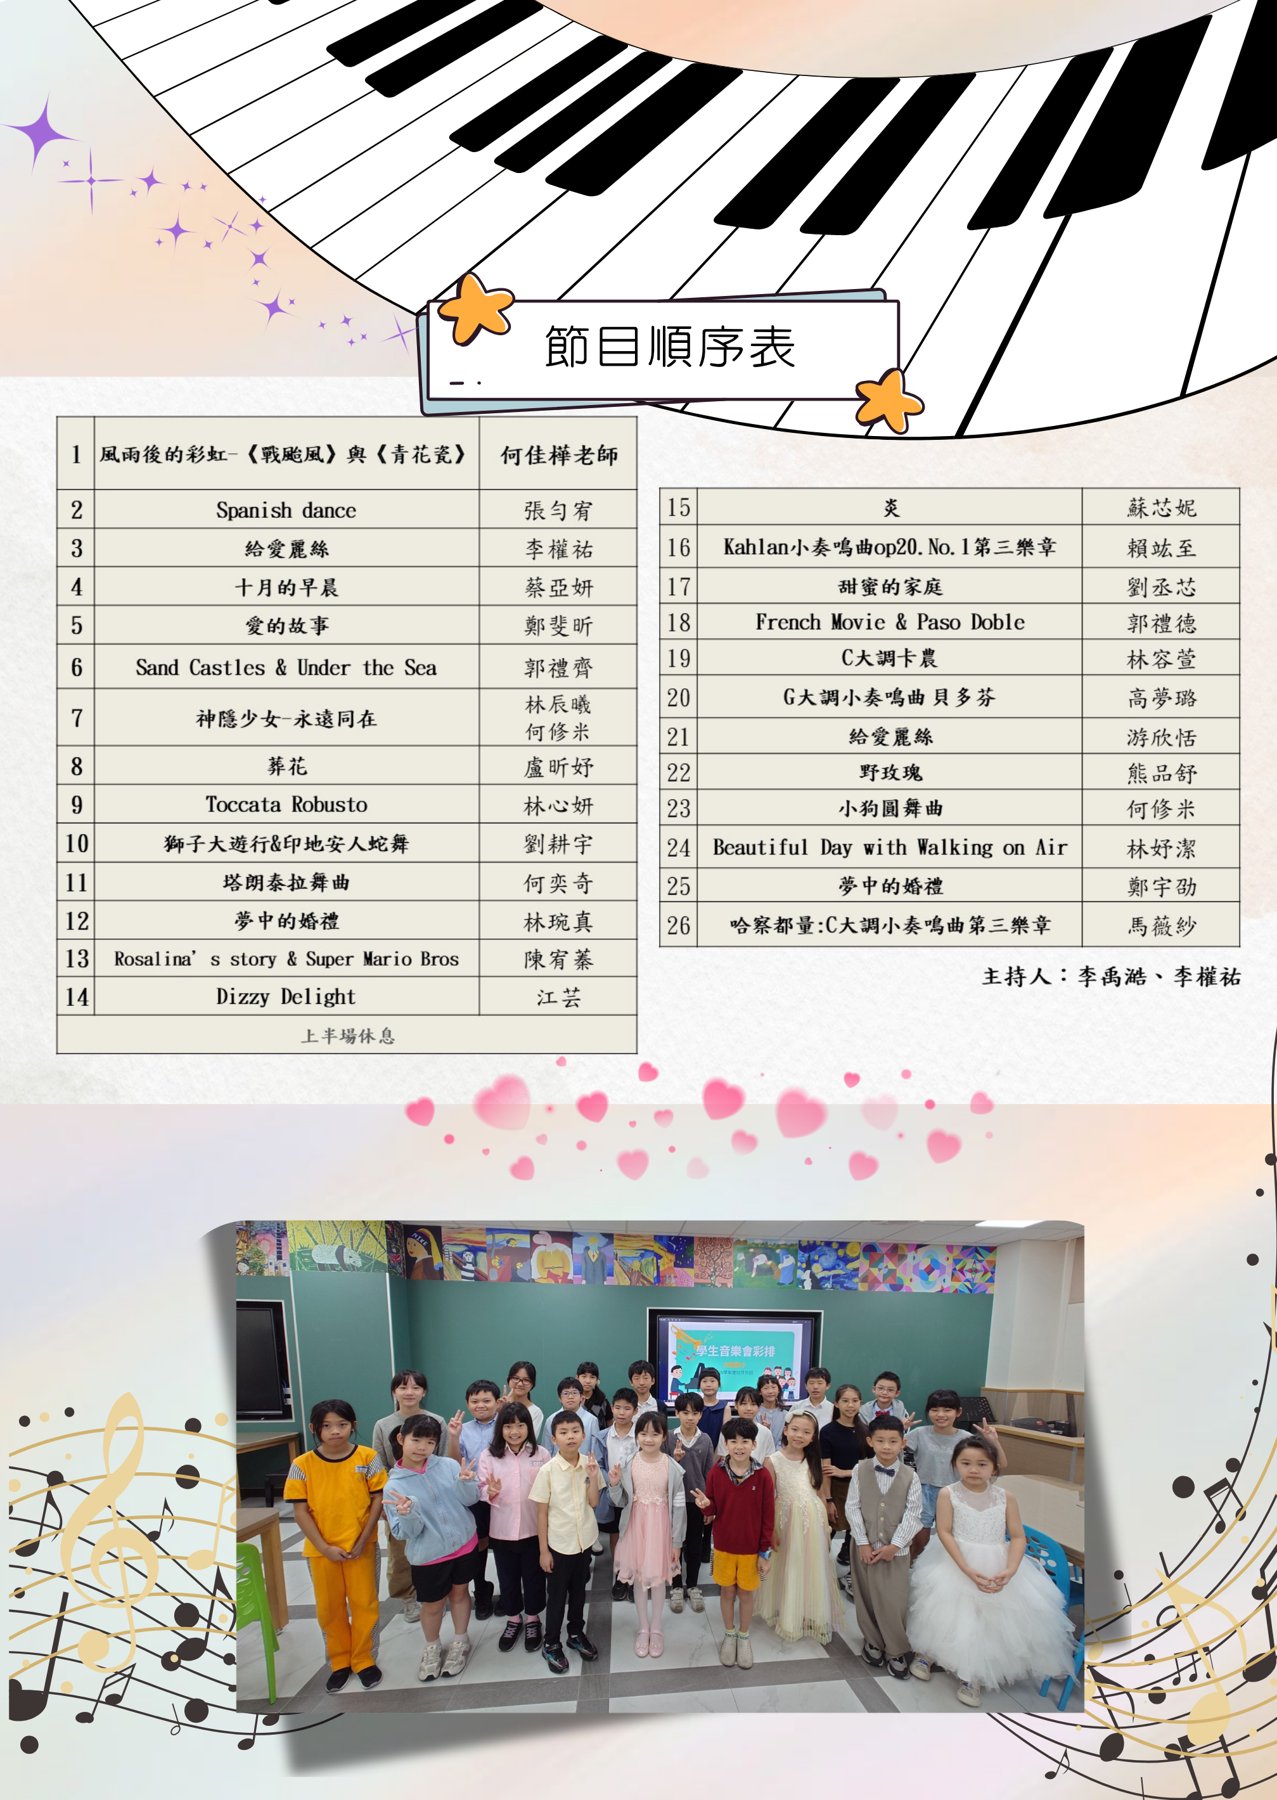 節目順序表
1 風雨後的彩虹-《戰颱風》與《青花瓷》 何佳樺老師
2 Spanish dance 張勻宥
3 給愛麗絲 李權祐
4 十月的早晨 蔡亞妍
5 愛的故事 鄭斐昕
6 Sand Castles & Under the Sea 郭禮齊
7 神隱少女-永遠同在 林辰曦
何修米
8 葬花 盧昕妤
9 Toccata Robusto 林心妍
10 獅子大遊行&印地安人蛇舞 劉耕宇
11 塔朗泰拉舞曲 何奕奇
12 夢中的婚禮 林琬真
13 Rosalina’s story & Super Mario Bros 陳宥蓁
14 Dizzy Delight 江芸
上半場休息
15 炎 蘇芯妮
16 Kahlan小奏鳴曲op20.No.1第三樂章 賴竑至
17 甜蜜的家庭 劉丞芯
18 French Movie & Paso Doble 郭禮德
19 C大調卡農 林容萱
20 G大調小奏鳴曲 貝多芬 高夢璐
21 給愛麗絲 游欣恬
22 野玫瑰 熊品舒
23 小狗圓舞曲 何修米
24 Beautiful Day with Walking on Air 林妤潔
25 夢中的婚禮 鄭宇劭
26 哈察都量:C大調小奏鳴曲第三樂章 馬薇紗
主持人：李禹澔、李權祐
學生音樂會彩排